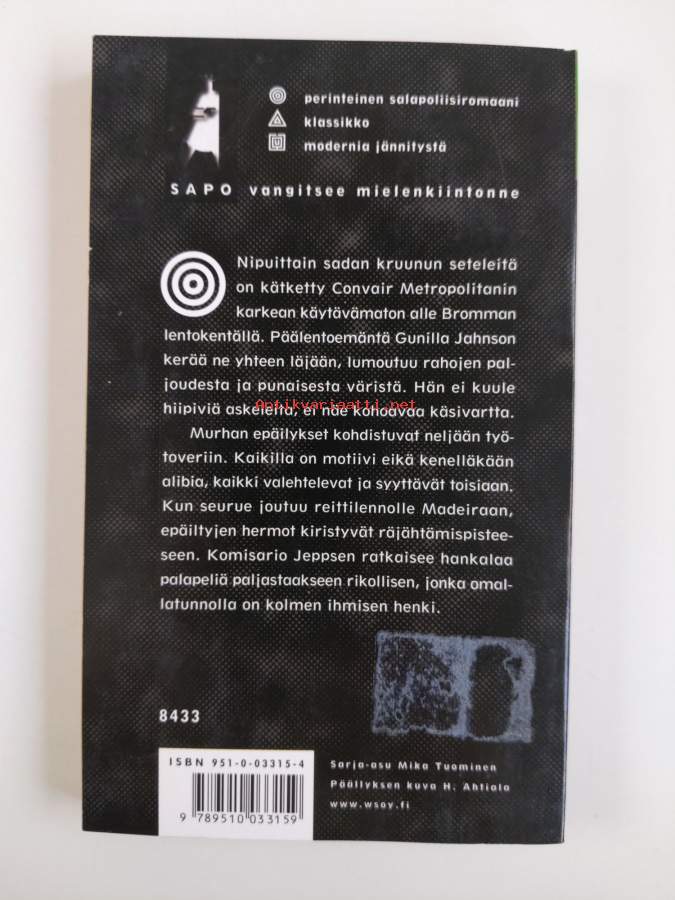 perinteinen salapoliisiromaani
klassikko
modernia jännitystä
SAPO vangitsee mielenkiintonne
Nipuittain sadan kruunun seteleitä
on kätketty Convair Metropolitanin
karkean käytävämaton alle Bromman
lentokentällä. Päälentoemäntä Gunilla Jahnson
kerää ne yhteen läjään, lumoutuu rahojen pal-
joudesta ja punaisesta väristä. Hän ei kuule
hiipiviä askeleita, ei näe kohoavaa käsivartta.
Antikvariaatti.net
Murhan epäilykset kohdistuvat neljään työ-
toveriin. Kaikilla on motiivi eikä kenelläkään
alibia, kaikki valehtelevat ja syyttävät toisiaan.
Kun seurue joutuu reittilennolle Madeiraan,
epäiltyjen hermot kiristyvät räjähtämispistee-
seen. Komisario Jeppsen ratkaisee hankalaa
palapeliä paljastaakseen rikollisen, jonka omal-
latunnolla on kolmen ihmisen henki.
8433
ISBN 951-0-03315-4
9 789510 033159
Sarja-asu Mika Tuominen
Päällyksen kuva H. Ahtiala
www.wsoy.fi